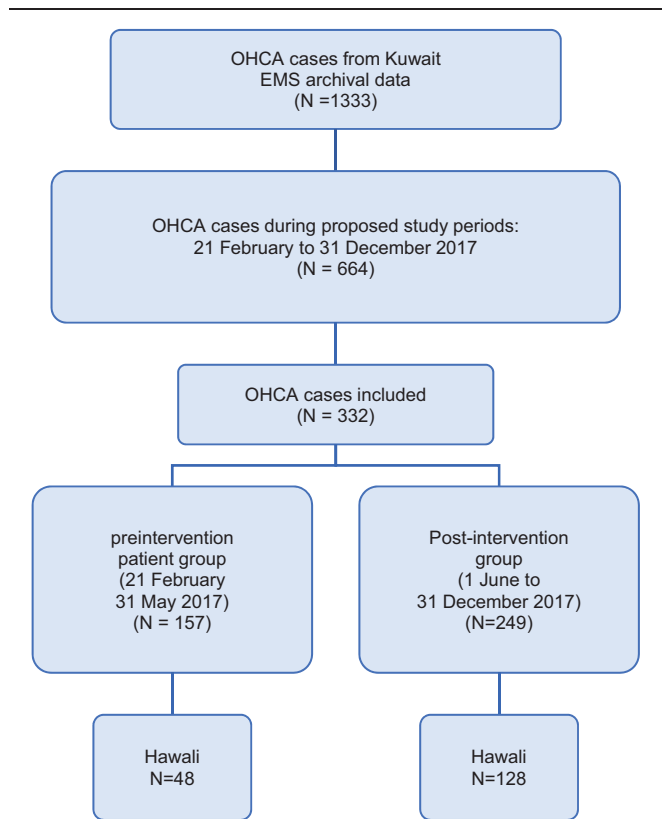 OHCA cases from Kuwait
EMS archival data
(N =1333)
OHCA cases during proposed study periods:
21 February to 31 December 2017
(N = 664)
OHCA cases included
(N = 332)
preintervention
patient group
(21 February
31 May 2017)
(N = 157)
Post-intervention
group
(1 June to
31 December 2017)
(N=249)
Hawali
N=48
Hawali
N=128